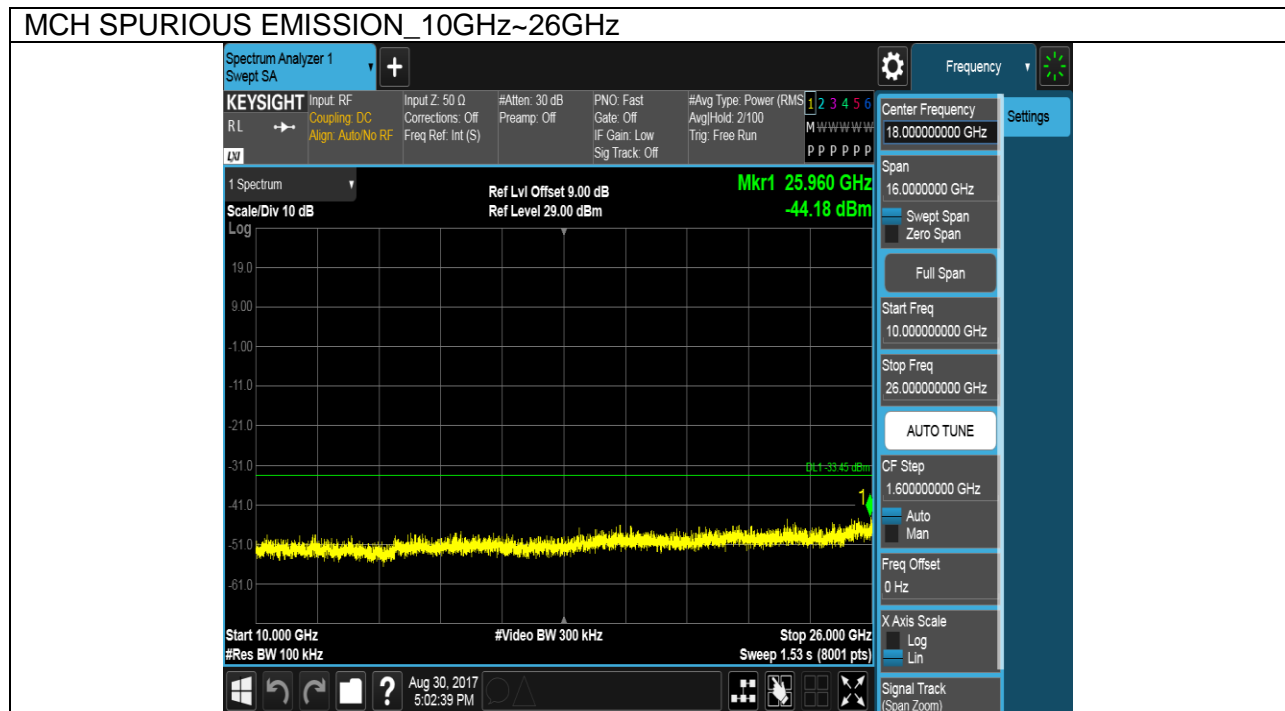 MCH SPURIOUS EMISSION_10GHz~26GHz
Spectrum Analyzer 1
Swept SA
+
Frequency
KEYSIGHT
RL
LXI
Input: RF
Coupling: DC
Align: Auto/No RF
Input Z: 50 Ω
Corrections: Off
Freq Ref: Int (S)
#Atten: 30 dB
Preamp: Off
PNO: Fast
Gate: Off
IF Gain: Low
Sig Track: Off
#Avg Type: Power (RMS
Avg|Hold: 2/100
Trig: Free Run
1 2 3 4 5 6
M W W W W W
P P P P P P
1 Spectrum
Scale/Div 10 dB
Log
Ref Lvl Offset 9.00 dB
Ref Level 29.00 dBm
Mkr1 25.960 GHz
-44.18 dBm
19.0
9.00
-1.00
-11.0
-21.0
-31.0
-41.0
-51.0
-61.0
DL1 -33.45 dBm
1
Start 10.000 GHz
#Res BW 100 kHz
#Video BW 300 kHz
Stop 26.000 GHz
Sweep 1.53 s (8001 pts)
?
Aug 30, 2017
5:02:39 PM
Center Frequency
18.000000000 GHz
Settings
Span
16.0000000 GHz
Swept Span
Zero Span
Full Span
Start Freq
10.000000000 GHz
Stop Freq
26.000000000 GHz
AUTO TUNE
CF Step
1.600000000 GHz
Auto
Man
Freq Offset
0 Hz
X Axis Scale
Log
Lin
Signal Track
(Span Zoom)